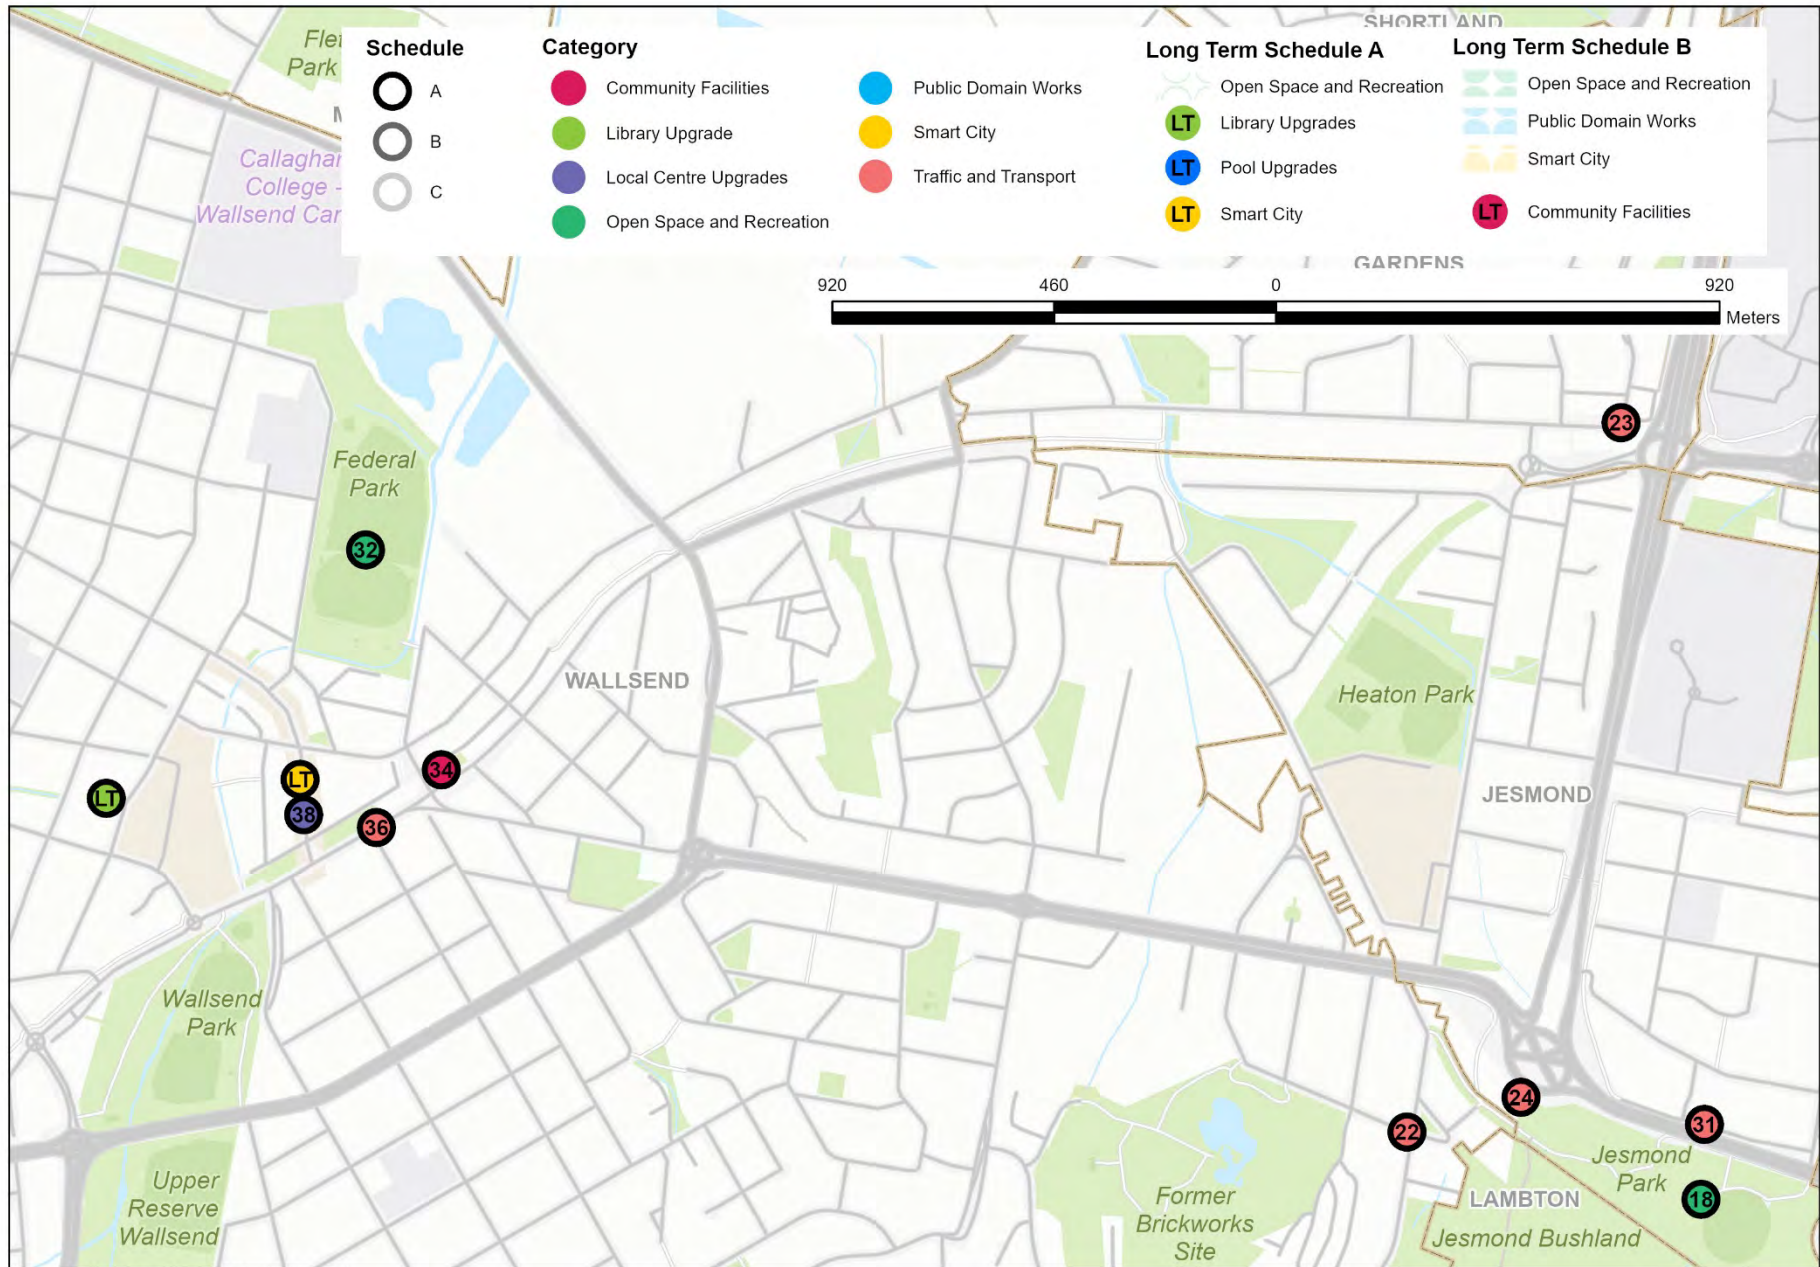 SHORTLAND
Flet
Park
M
Callaghan
College -
Wallsend Car
Schedule
A
B
C
Category
Community Facilities
Library Upgrade
Local Centre Upgrades
Open Space and Recreation
Public Domain Works
Smart City
Traffic and Transport
Long Term Schedule A
Open Space and Recreation
LT Library Upgrades
LT Pool Upgrades
LT Smart City
Long Term Schedule B
Open Space and Recreation
Public Domain Works
Smart City
LT Community Facilities
GARDENS
920 460 0 920
Meters
23
Federal
Park
32
WALLSEND
Heaton Park
34
LT
LT
38
36
JESMOND
Wallsend
Park
24
22
31
Jesmond
Park
18
Upper
Reserve
Wallsend
Former
Brickworks
Site
LAMBTON
Jesmond Bushland